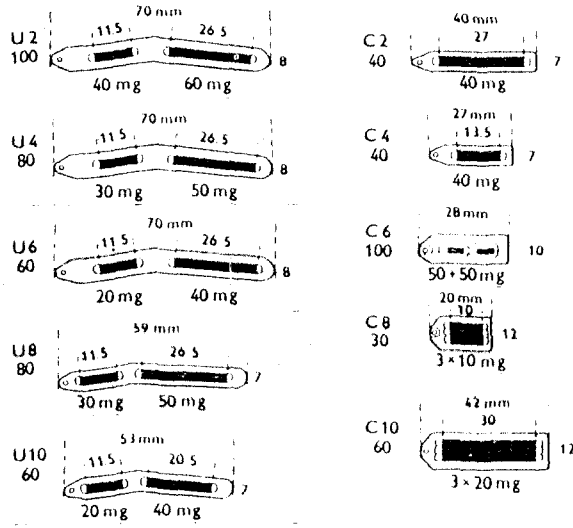 70 mm
11.5 26.5
U 2
100
8
40 mg 60 mg
70 mm
11.5 26.5
U 4
80
8
30 mg 50 mg
70 mm
11.5 26.5
U 6
60
8
20 mg 40 mg
59 mm
11.5 26.5
U 8
80
7
30 mg 50 mg
53 mm
11.5 20.5
U 10
60
7
20 mg 40 mg
40 mm
27
C 2
40
7
40 mg
27 mm
13.5
C 4
40
7
40 mg
28 mm
C 6
100
10
50 + 50 mg
20 mm
10
C 8
30
12
3 × 10 mg
42 mm
30
C 10
60
12
3 × 20 mg